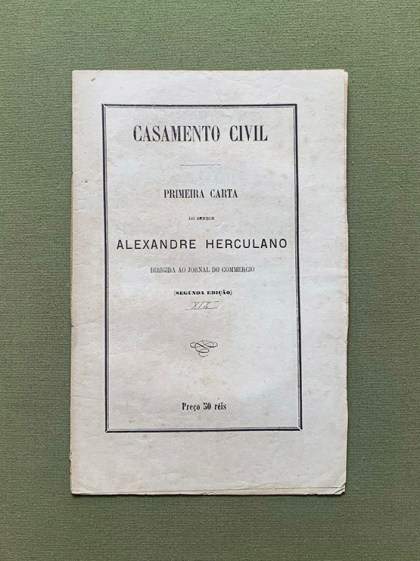 CASAMENTO CIVIL
PRIMEIRA CARTA
DO SENHOR
ALEXANDRE HERCULANO
DIRIGIDA AO JORNAL DO COMMERCIO
(SEGUNDA EDIÇÃO)
Preço 50 réis